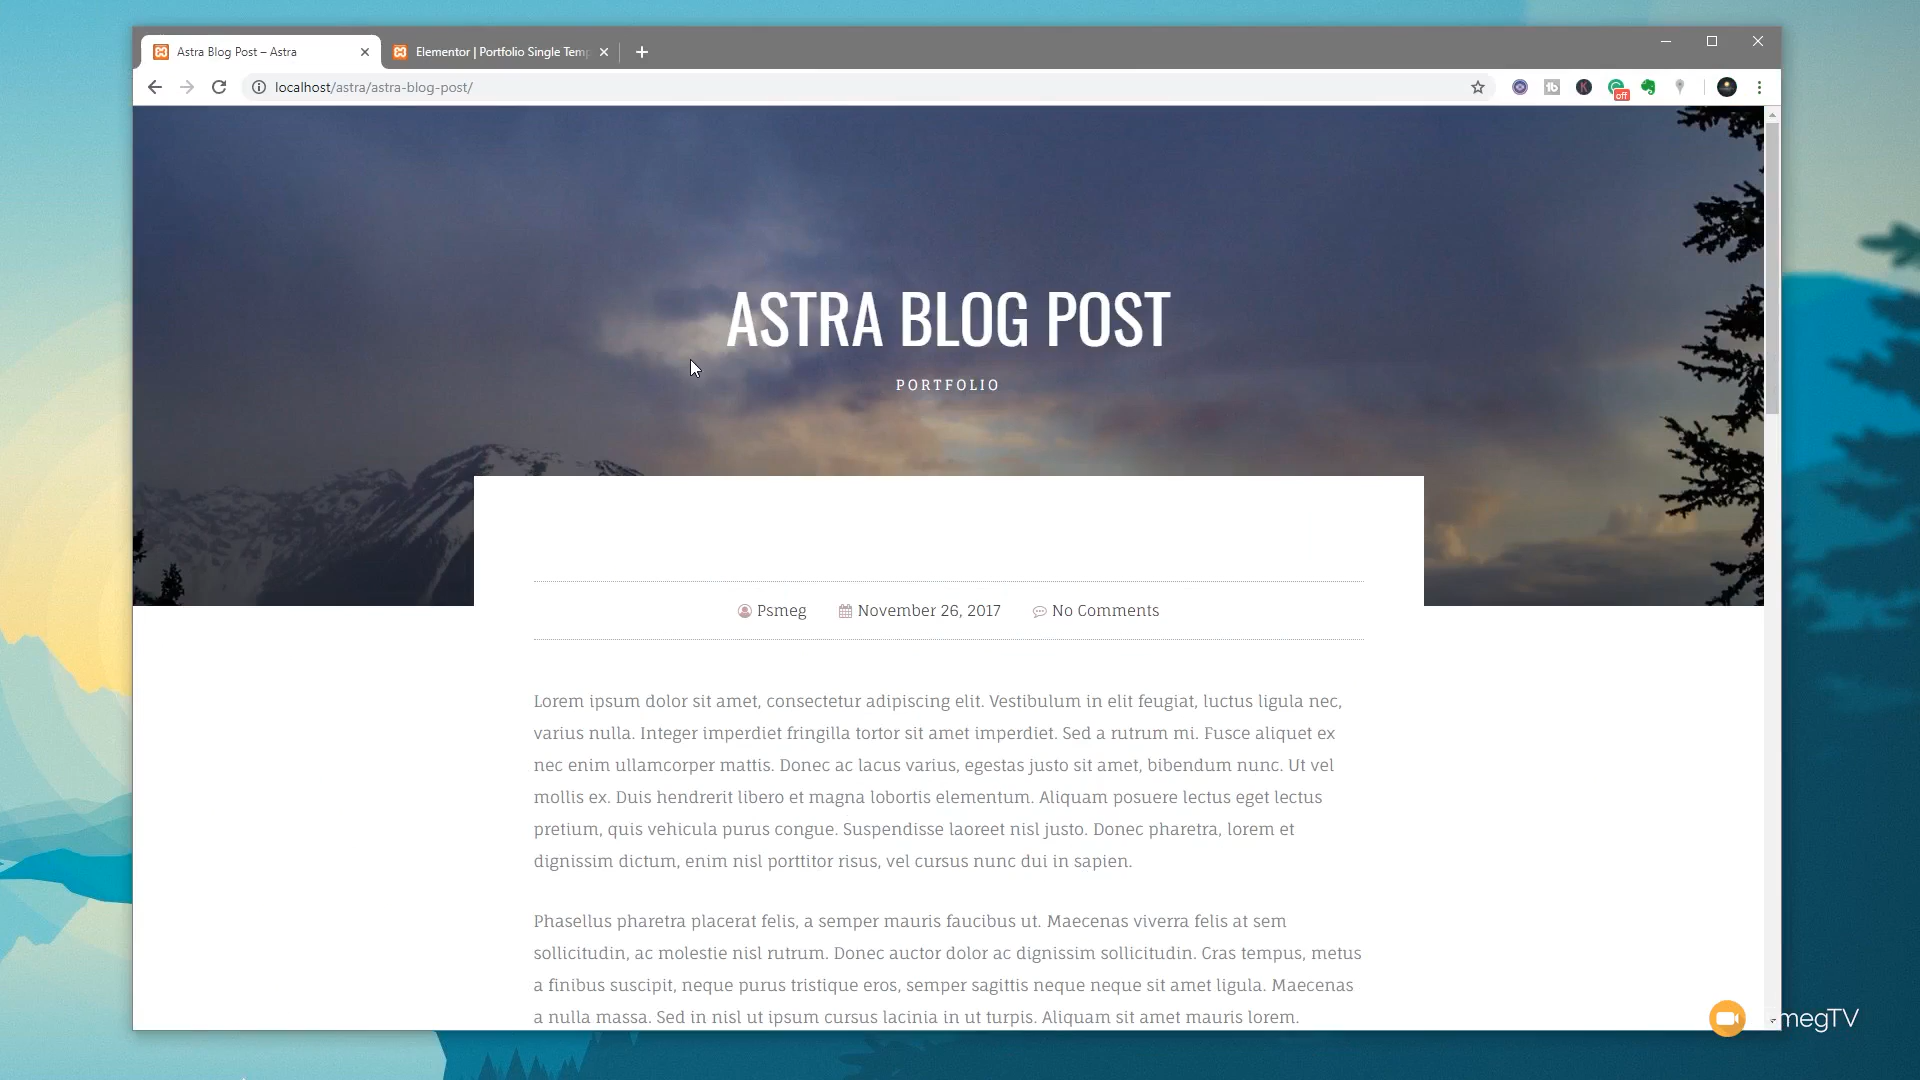 Astra Blog Post – Astra
Elementor | Portfolio Single Temp
localhost/astra/astra-blog-post/
off
ASTRA BLOG POST
PORTFOLIO
Psmeg November 26, 2017 No Comments
Lorem ipsum dolor sit amet, consectetur adipiscing elit. Vestibulum in elit feugiat, luctus ligula nec,
varius nulla. Integer imperdiet fringilla tortor sit amet imperdiet. Sed a rutrum mi. Fusce aliquet ex
nec enim ullamcorper mattis. Donec ac lacus varius, egestas justo sit amet, bibendum nunc. Ut vel
mollis ex. Duis hendrerit libero et magna lobortis elementum. Aliquam posuere lectus eget lectus
pretium, quis vehicula purus congue. Suspendisse laoreet nisl justo. Donec pharetra, lorem et
dignissim dictum, enim nisl porttitor risus, vel cursus nunc dui in sapien.
Phasellus pharetra placerat felis, a semper mauris faucibus ut. Maecenas viverra felis at sem
sollicitudin, ac molestie nisl rutrum. Donec auctor dolor ac dignissim sollicitudin. Cras tempus, metus
a finibus suscipit, neque purus tristique eros, semper sagittis neque neque sit amet ligula. Maecenas
a nulla massa. Sed in nisl ut ipsum cursus lacinia in ut turpis. Aliquam sit amet mauris lorem.
megTV